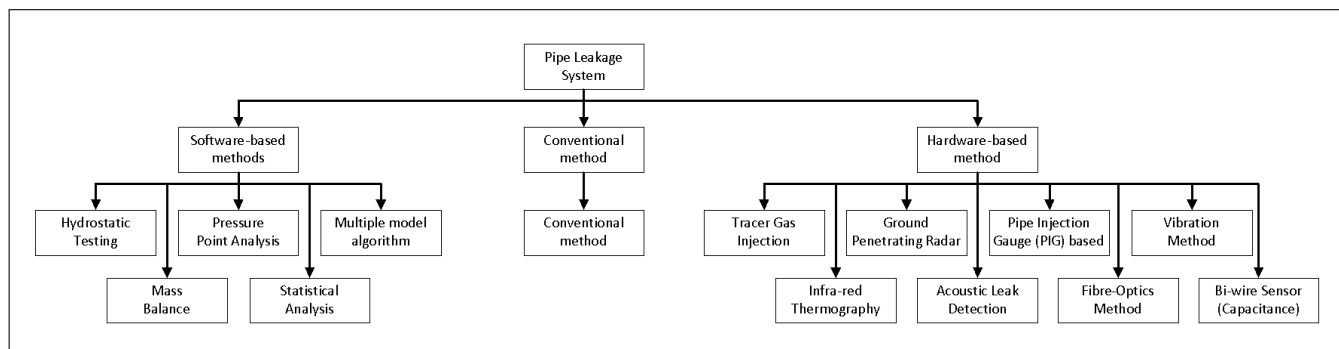 Pipe Leakage
System
Software-based
methods
Conventional
method
Hardware-based
method
Hydrostatic
Testing
Pressure
Point Analysis
Multiple model
algorithm
Conventional
method
Tracer Gas
Injection
Ground
Penetrating Radar
Pipe Injection
Gauge (PIG) based
Vibration
Method
Mass
Balance
Statistical
Analysis
Infra-red
Thermography
Acoustic Leak
Detection
Fibre-Optics
Method
Bi-wire Sensor
(Capacitance)